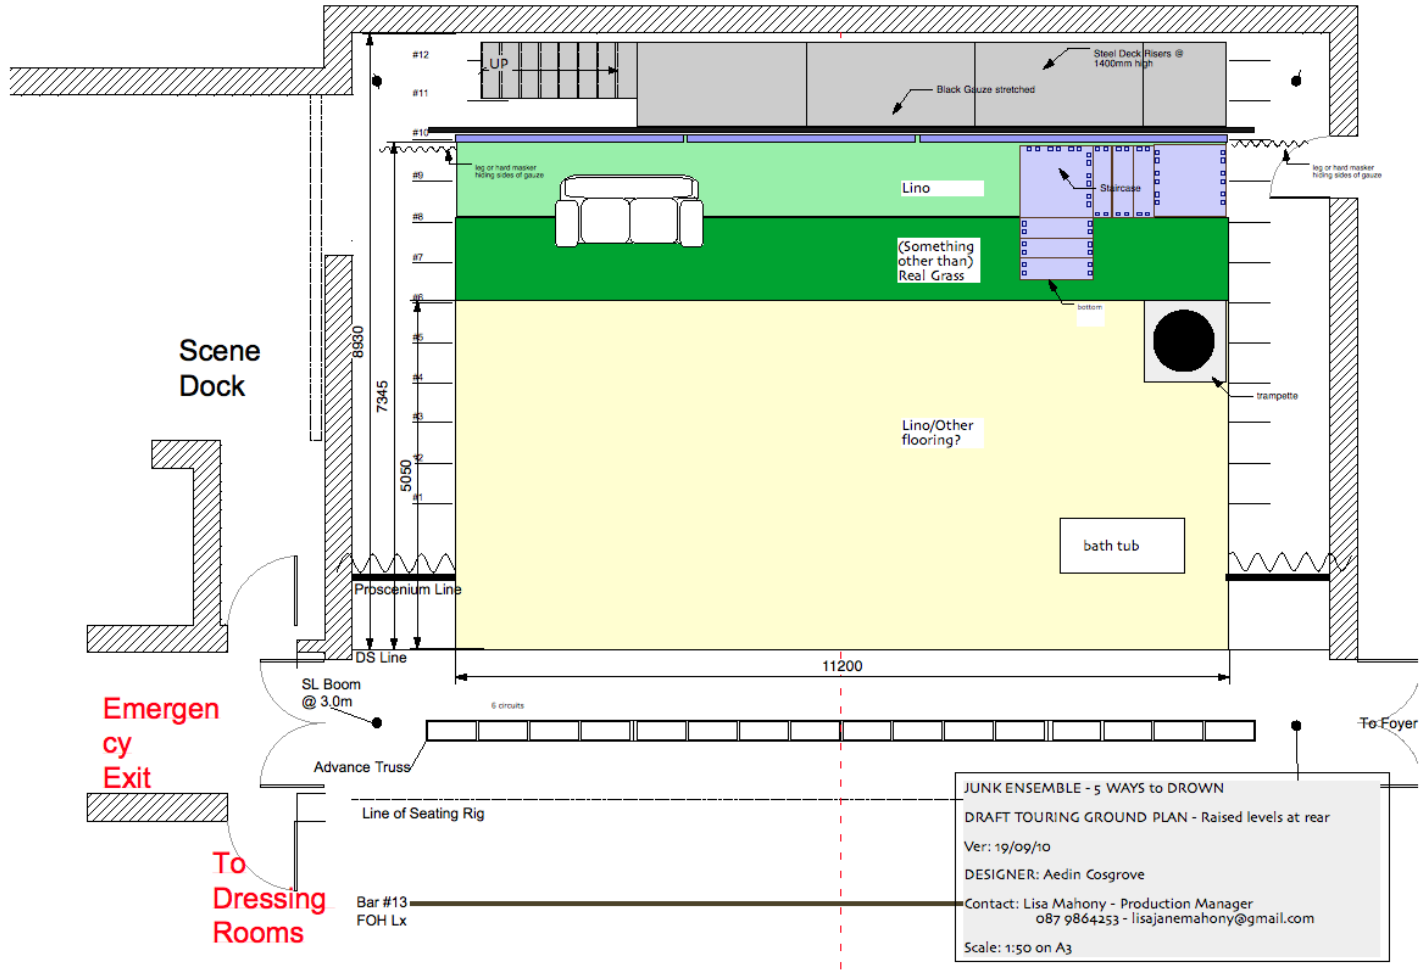 #12
UP
Steel Deck Risers @
1400mm high
#11
Black Gauze stretched
#10
leg or hard masker
hiding sides of gauze
leg or hard masker
hiding sides of gauze
#9
Lino
Staircase
#8
(Something
other than)
Real Grass
#7
#6
bottom
8930
#5
Scene
Dock
7345
#4
trampette
#3
Lino/Other
flooring?
5050
#2
#1
bath tub
Proscenium Line
DS Line
11200
SL Boom
@ 3.0m
6 circuits
Emergen
cy
Exit
To Foyer
Advance Truss
Line of Seating Rig
To
Dressing
Rooms
Bar #13
FOH Lx
JUNK ENSEMBLE - 5 WAYS to DROWN
DRAFT TOURING GROUND PLAN - Raised levels at rear
Ver: 19/09/10
DESIGNER: Aedin Cosgrove
Contact: Lisa Mahony - Production Manager
087 9864253 - lisajanemahony@gmail.com
Scale: 1:50 on A3